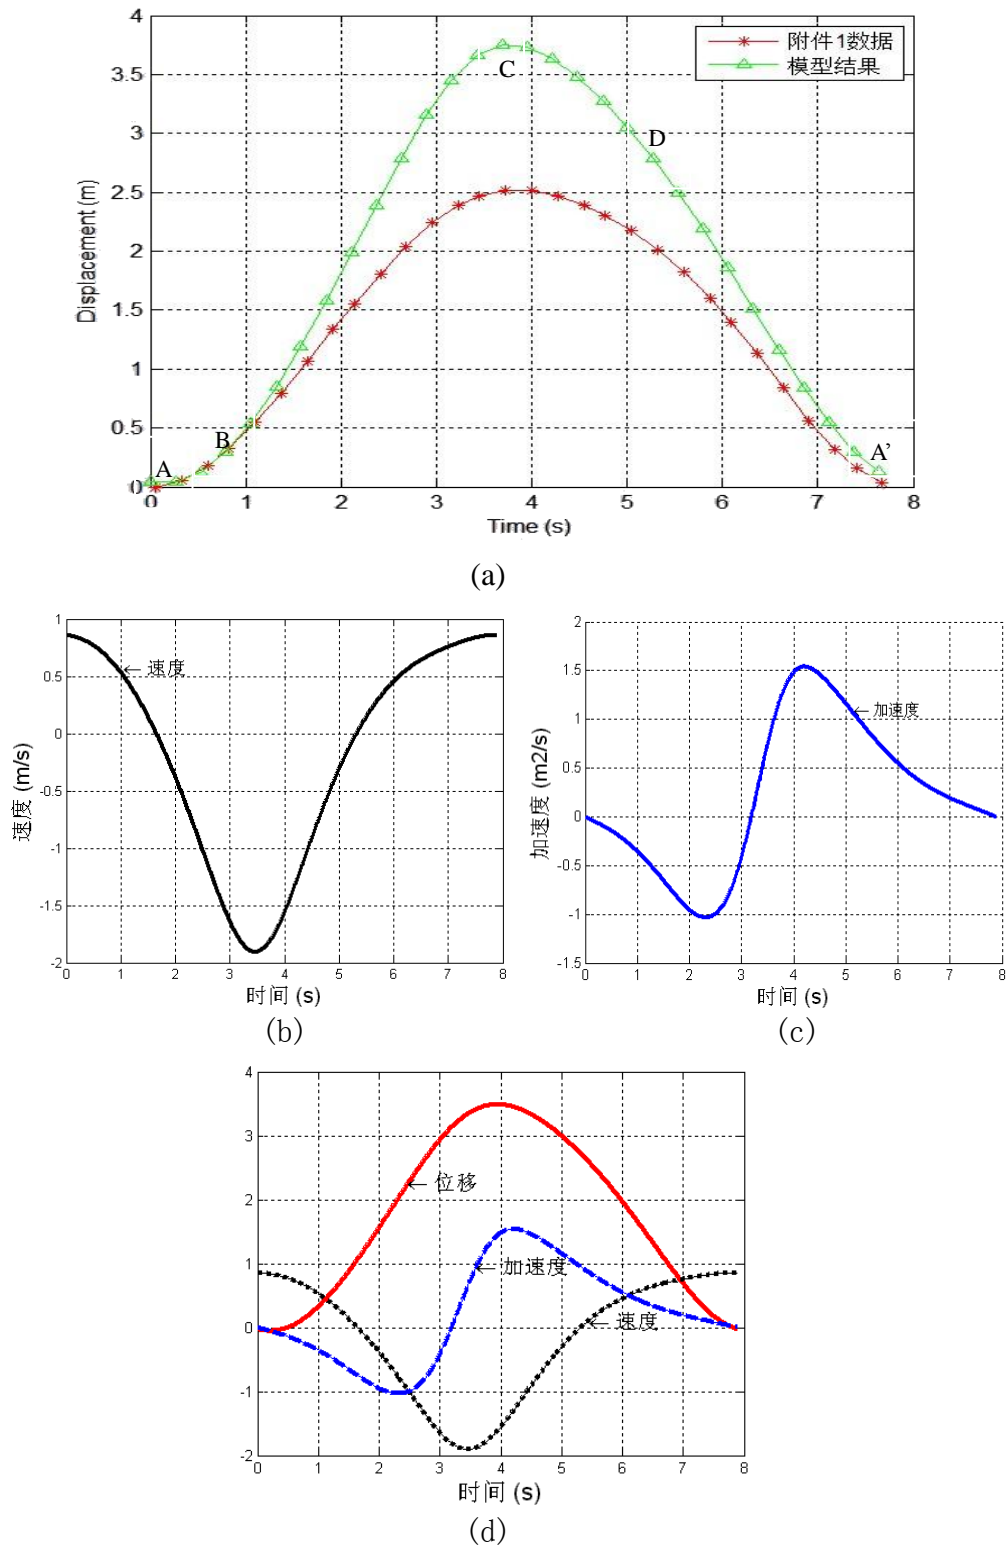 4
3.5
3
2.5
2
1.5
1
0.5
0
Displacement (m)
附件1数据
模型结果
A
B
C
D
A’
0 1 2 3 4 5 6 7 8
Time (s)
(a)
1
0.5
0
-0.5
-1
-1.5
-2
速度 (m/s)
← 速度
0 1 2 3 4 5 6 7 8
时间 (s)
(b)
2
1.5
1
0.5
0
-0.5
-1
-1.5
加速度 (m2/s)
← 加速度
0 1 2 3 4 5 6 7 8
时间 (s)
(c)
4
3
2
1
0
-1
-2
← 位移
← 加速度
← 速度
0 1 2 3 4 5 6 7 8
时间 (s)
(d)